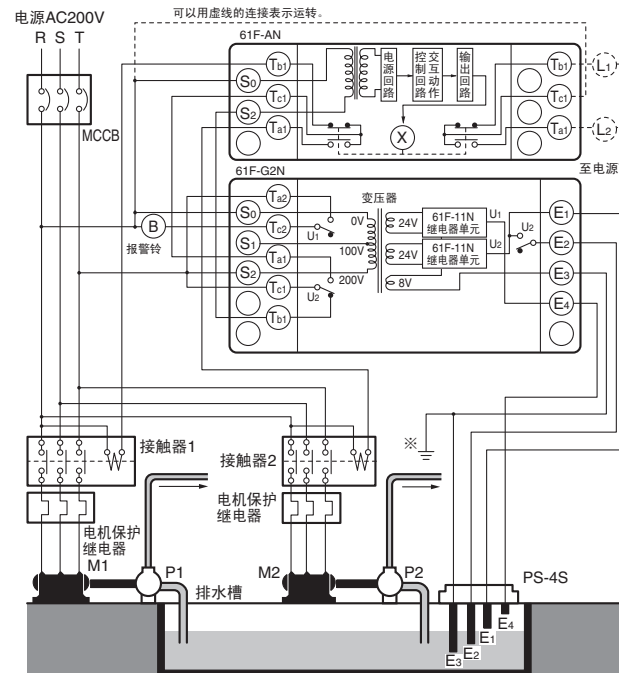 电源AC200V
可以用虚线的连接表示运转。
R S T
MCCB
61F-AN
Tb1
S0
Tc1
S2
Ta1
电源回路
控制回路
交互动作
输出回路
X
Tb1
Tc1
Ta1
L1
L2
至电源
61F-G2N
Ta2
S0
Tc2
S1
Ta1
S2
Tc1
Tb1
B
报警铃
U1
U2
变压器
0V
100V
200V
24V
24V
8V
61F-11N
继电器单元
U1
61F-11N
继电器单元
U2
U2
E1
E2
E3
E4
接触器1
接触器2
※
电机保护
继电器
电机保护
继电器
M1
P1
排水槽
M2
P2
PS-4S
E3
E2
E1
E4